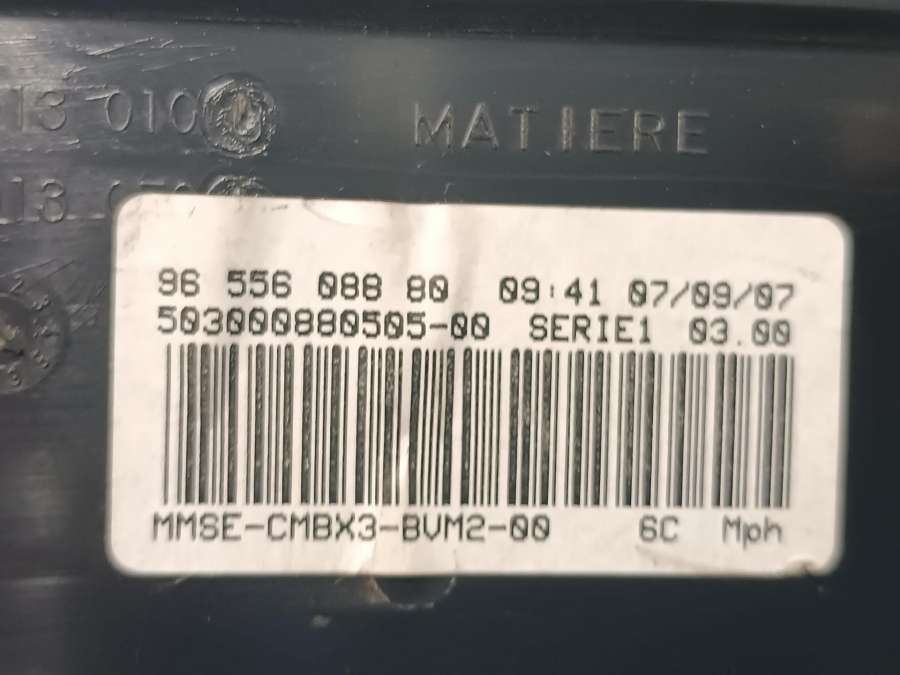 13 010
MATIERE
113
96 556 088 80 09:41 07/09/07
503000880505-00 SERIE1 03.00
MMSE-CMBX3-BVM2-00 6C Mph